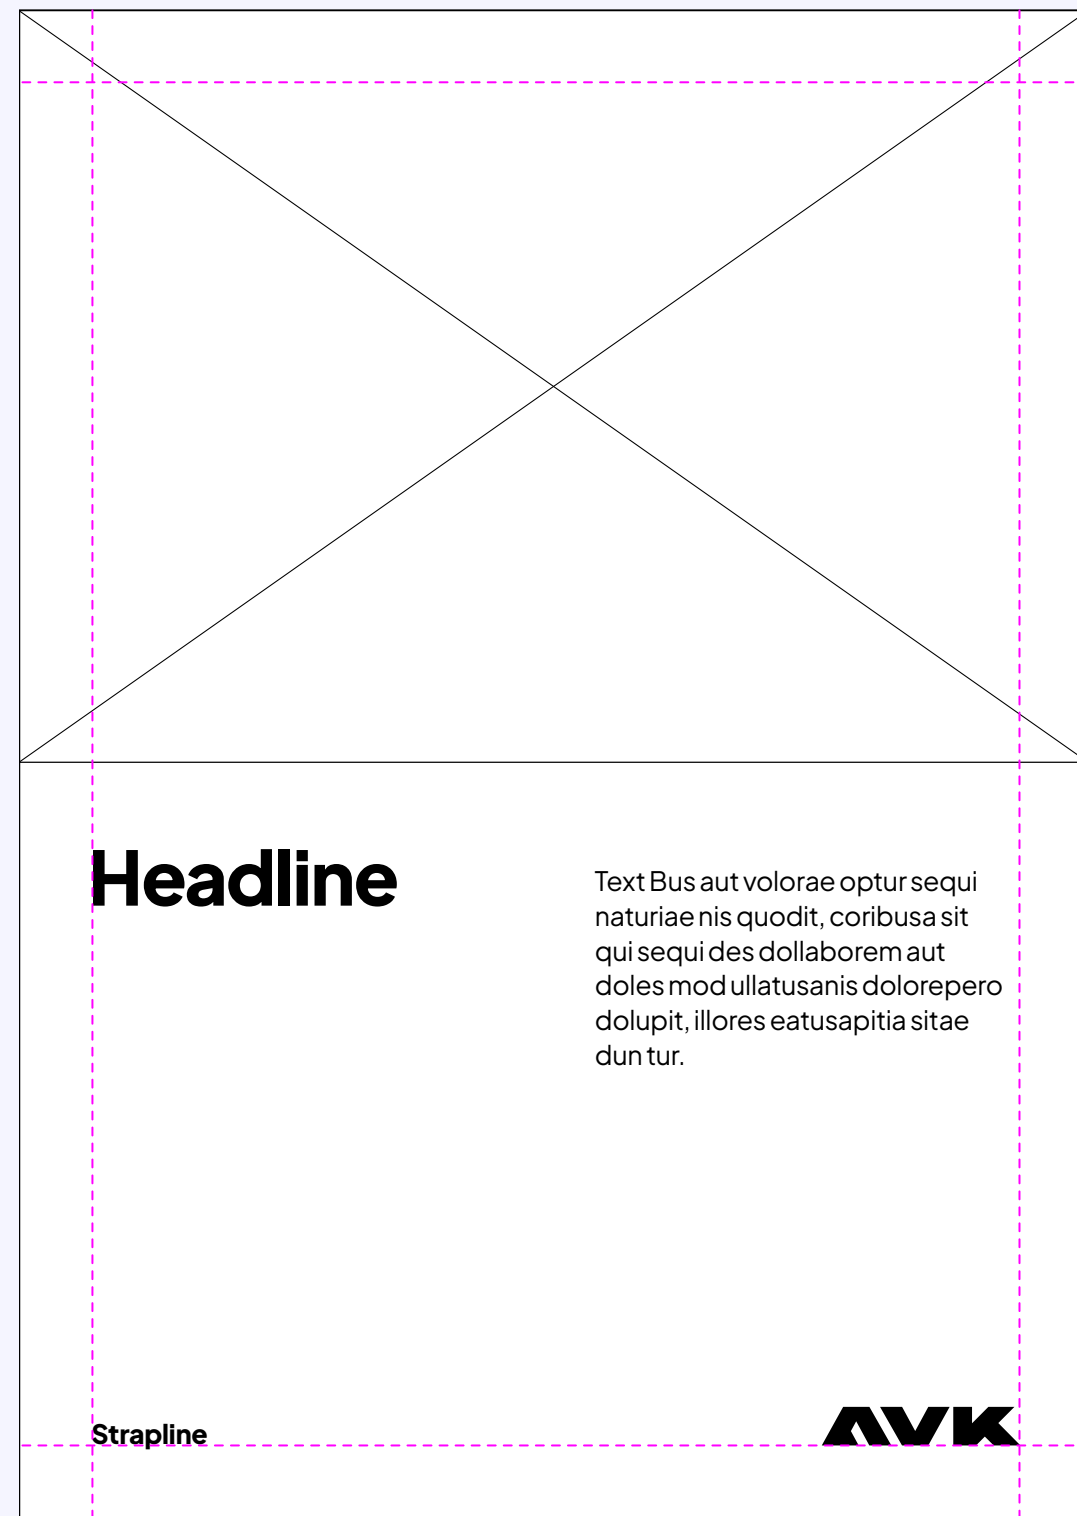 Headline
Text Bus aut volorae optur sequi
naturiae nis quodit, coribusa sit
qui sequi des dollaborem aut
doles mod ullatusanis dolorepero
dolupit, illores eatusapitia sitae
dun tur.
Strapline
AVK